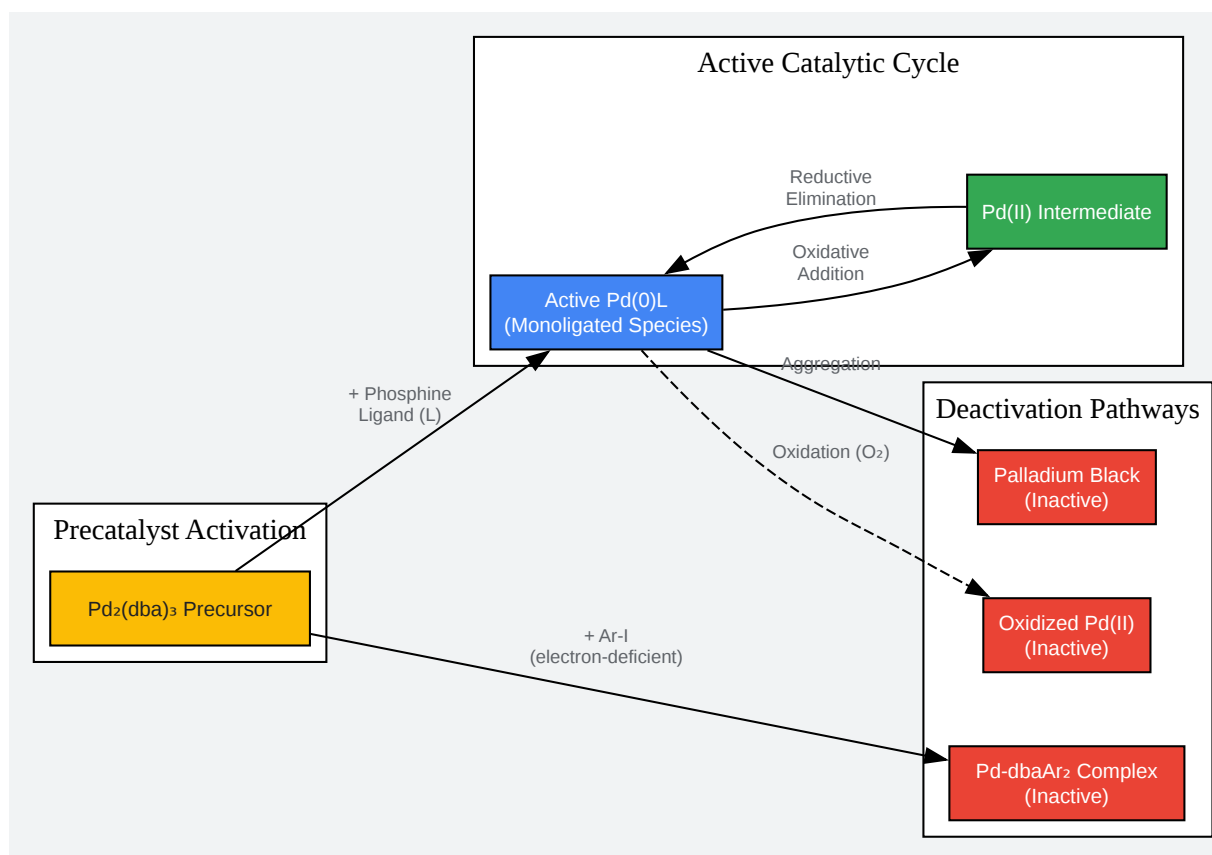 Active Catalytic Cycle
Reductive
Elimination
Pd(II) Intermediate
Oxidative
Addition
Active Pd(0)L
(Monoligated Species)
Aggregation
+ Phosphine
Ligand (L)
Deactivation Pathways
Oxidation (O₂)
Palladium Black
(Inactive)
Precatalyst Activation
Pd₂(dba)₃ Precursor
Oxidized Pd(II)
(Inactive)
+ Ar-I
(electron-deficient)
Pd-dbaAr₂ Complex
(Inactive)